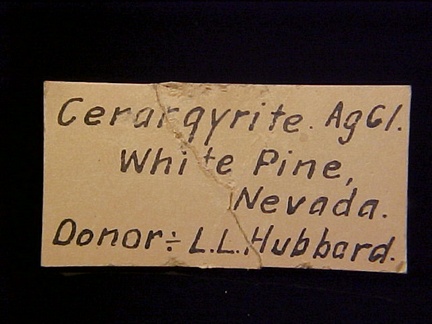 Cerargyrite. AgCl.
White Pine,
Nevada.
Donor÷ L.L. Hubbard.